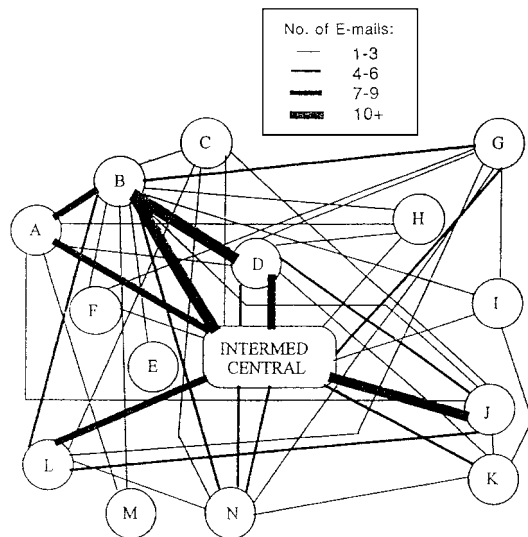 No. of E-mails:
1-3
4-6
7-9
10+
C
G
B
H
A
D
F
I
E
INTERMED
CENTRAL
J
L
K
M
N